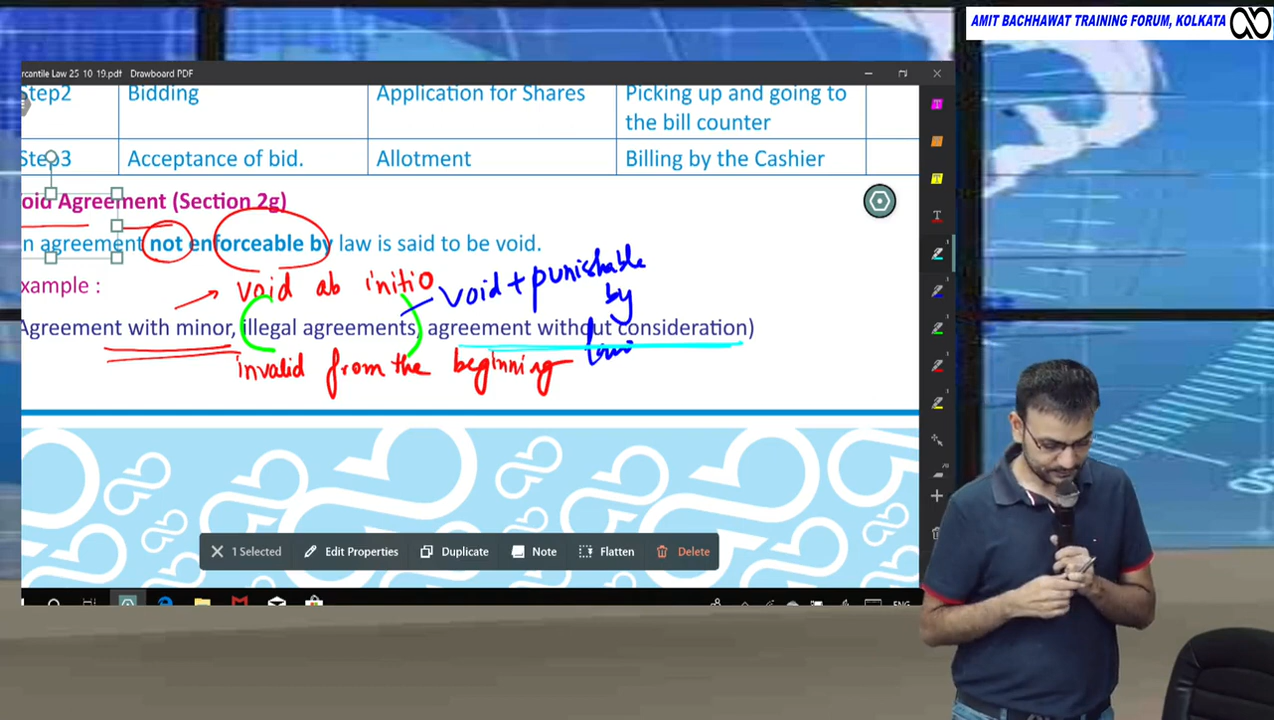 AMIT BACHHAWAT TRAINING FORUM, KOLKATA
rcantile Law 25 10 19.pdf Drawboard PDF
Step2 Bidding Application for Shares Picking up and going to
the bill counter
Step3 Acceptance of bid. Allotment Billing by the Cashier
oid Agreement (Section 2g)
n agreement not enforceable by law is said to be void.
xample :
void ab initio
void + punishable
by
law
Agreement with minor, illegal agreements, agreement without consideration)
invalid from the beginning
1 Selected Edit Properties Duplicate Note Flatten Delete
ENG